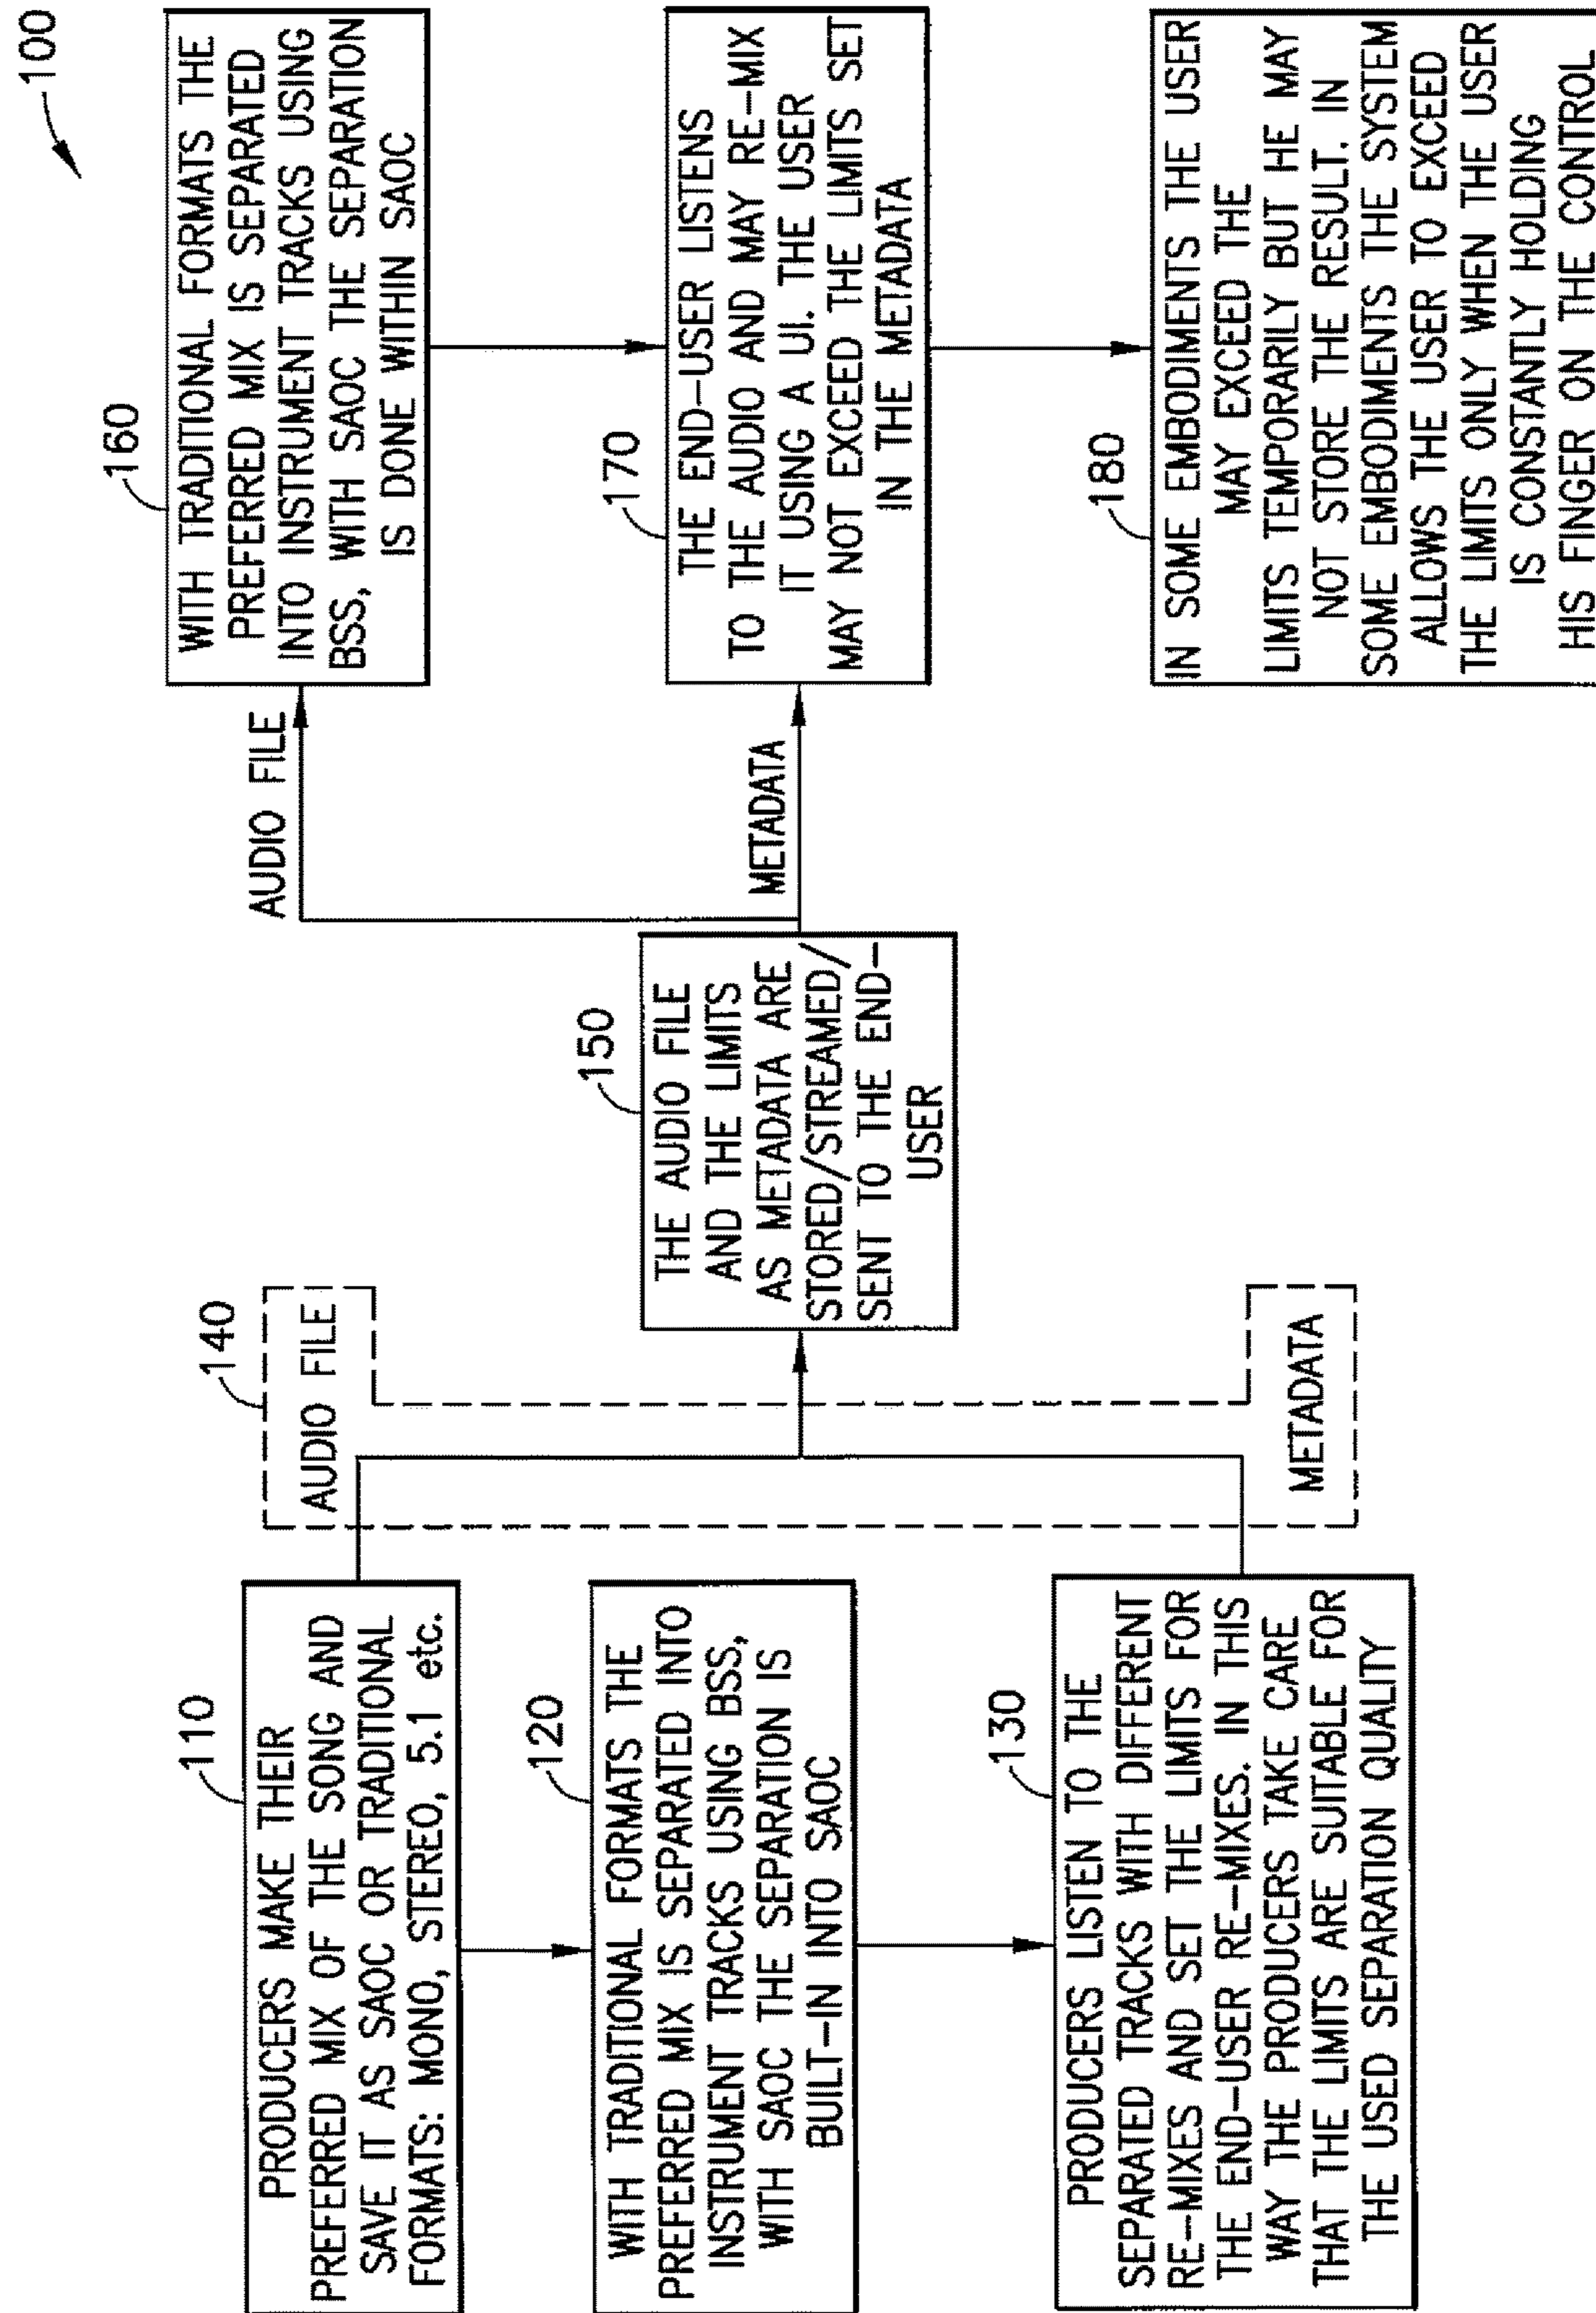 100
110
PRODUCERS MAKE THEIR
PREFERRED MIX OF THE SONG AND
SAVE IT AS SAOC OR TRADITIONAL
FORMATS: MONO, STEREO, 5.1 etc.
120
WITH TRADITIONAL FORMATS THE
PREFERRED MIX IS SEPARATED INTO
INSTRUMENT TRACKS USING BSS,
WITH SAOC THE SEPARATION IS
BUILT-IN INTO SAOC
130
PRODUCERS LISTEN TO THE
SEPARATED TRACKS WITH DIFFERENT
RE-MIXES AND SET THE LIMITS FOR
THE END-USER RE-MIXES. IN THIS
WAY THE PRODUCERS TAKE CARE
THAT THE LIMITS ARE SUITABLE FOR
THE USED SEPARATION QUALITY
140
AUDIO FILE
METADATA
150
THE AUDIO FILE
AND THE LIMITS
AS METADATA ARE
STORED/STREAMED/
SENT TO THE END-
USER
AUDIO FILE
METADATA
160
WITH TRADITIONAL FORMATS THE
PREFERRED MIX IS SEPARATED
INTO INSTRUMENT TRACKS USING
BSS, WITH SAOC THE SEPARATION
IS DONE WITHIN SAOC
170
THE END-USER LISTENS
TO THE AUDIO AND MAY RE-MIX
IT USING A UI. THE USER
MAY NOT EXCEED THE LIMITS SET
IN THE METADATA
180
IN SOME EMBODIMENTS THE USER
MAY EXCEED THE
LIMITS TEMPORARILY BUT HE MAY
NOT STORE THE RESULT. IN
SOME EMBODIMENTS THE SYSTEM
ALLOWS THE USER TO EXCEED
THE LIMITS ONLY WHEN THE USER
IS CONSTANTLY HOLDING
HIS FINGER ON THE CONTROL